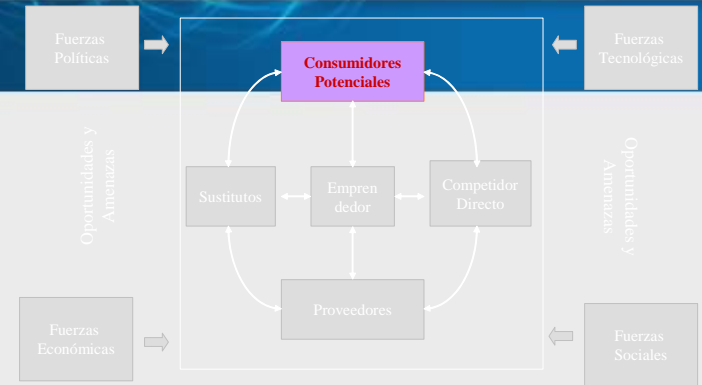 Fuerzas
Políticas
Consumidores
Potenciales
Fuerzas
Tecnológicas
Oportunidades y
Amenazas
Sustitutos
Empren
dedor
Competidor
Directo
Oportunidades y
Amenazas
Proveedores
Fuerzas
Económicas
Fuerzas
Sociales